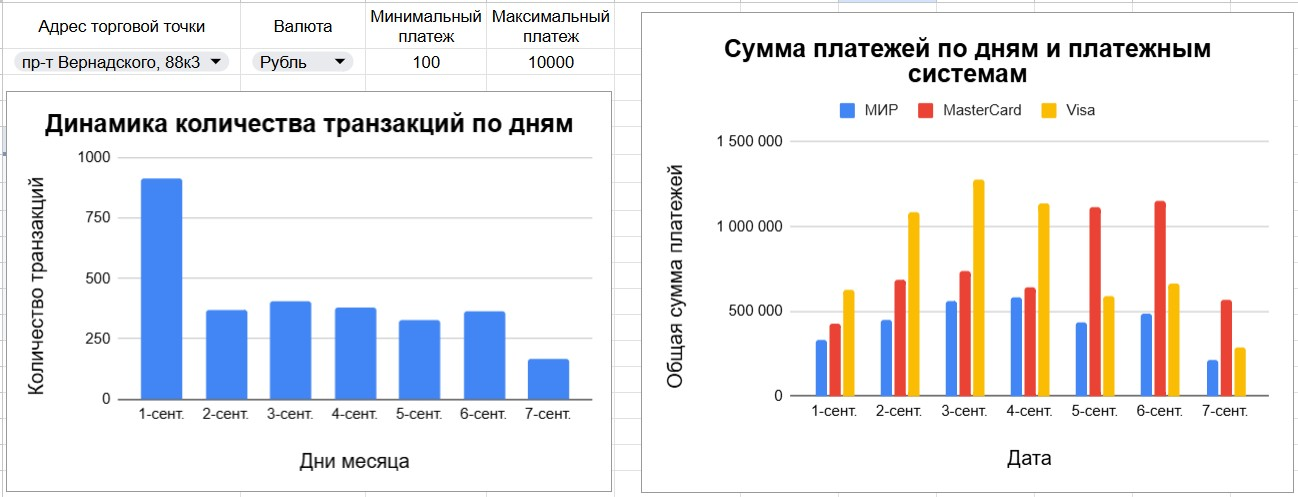 Адрес торговой точки
Валюта
Минимальный
платеж
Максимальный
платеж
пр-т Вернадского, 88к3
Рубль
100
10000
Динамика количества транзакций по дням
Количество транзакций
1000
750
500
250
0
1-сент.
2-сент.
3-сент.
4-сент.
5-сент.
6-сент.
7-сент.
Дни месяца
Сумма платежей по дням и платежным
системам
МИР
MasterCard
Visa
Общая сумма платежей
1 500 000
1 000 000
500 000
0
1-сент.
2-сент.
3-сент.
4-сент.
5-сент.
6-сент.
7-сент.
Дата